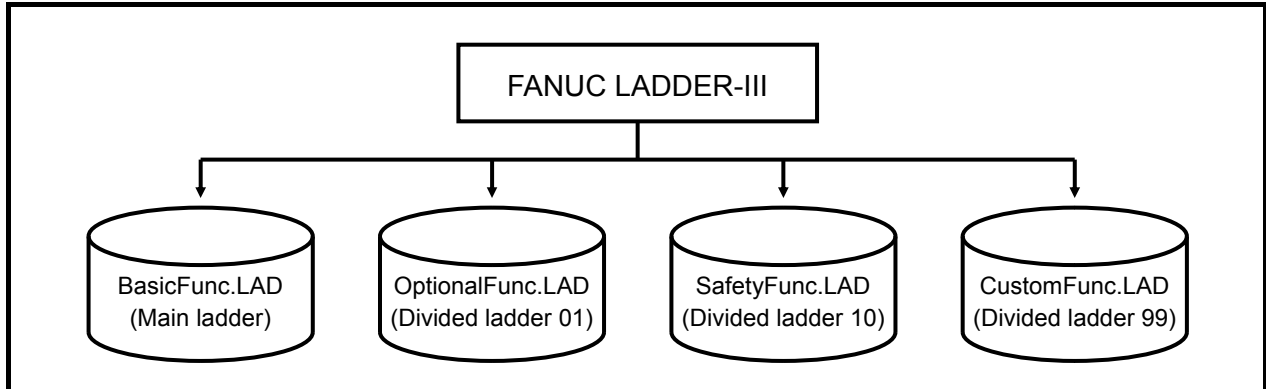 FANUC LADDER-III
BasicFunc.LAD
(Main ladder)
OptionalFunc.LAD
(Divided ladder 01)
SafetyFunc.LAD
(Divided ladder 10)
CustomFunc.LAD
(Divided ladder 99)